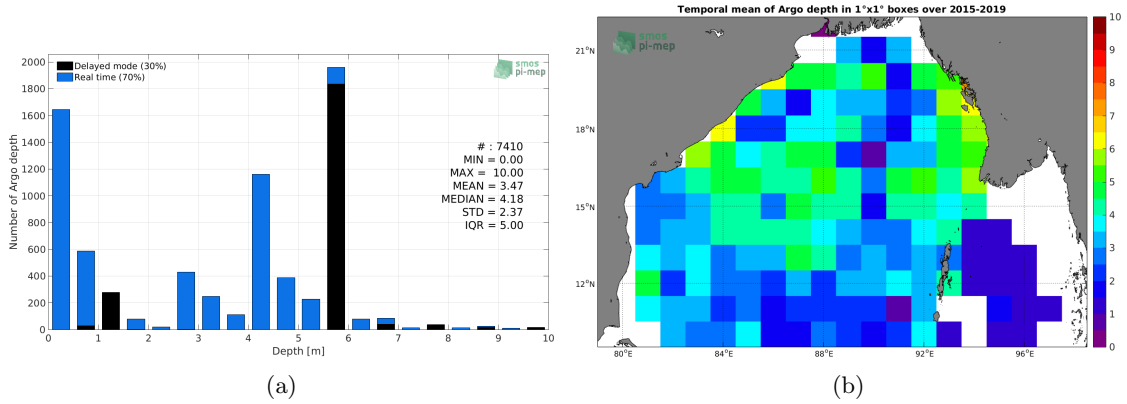 2000
1800
1600
1400
1200
1000
800
600
400
200
0
Number of Argo depth
Delayed mode (30%)
Real time (70%)
smos
pi-mep
# : 7410
MIN = 0.00
MAX = 10.00
MEAN = 3.47
MEDIAN = 4.18
STD = 2.37
IQR = 5.00
0 1 2 3 4 5 6 7 8 9 10
Depth [m]
(a)
Temporal mean of Argo depth in 1°x1° boxes over 2015-2019
smos
pi-mep
21°N
18°N
15°N
12°N
80°E 84°E 88°E 92°E 96°E
10
9
8
7
6
5
4
3
2
1
0
(b)